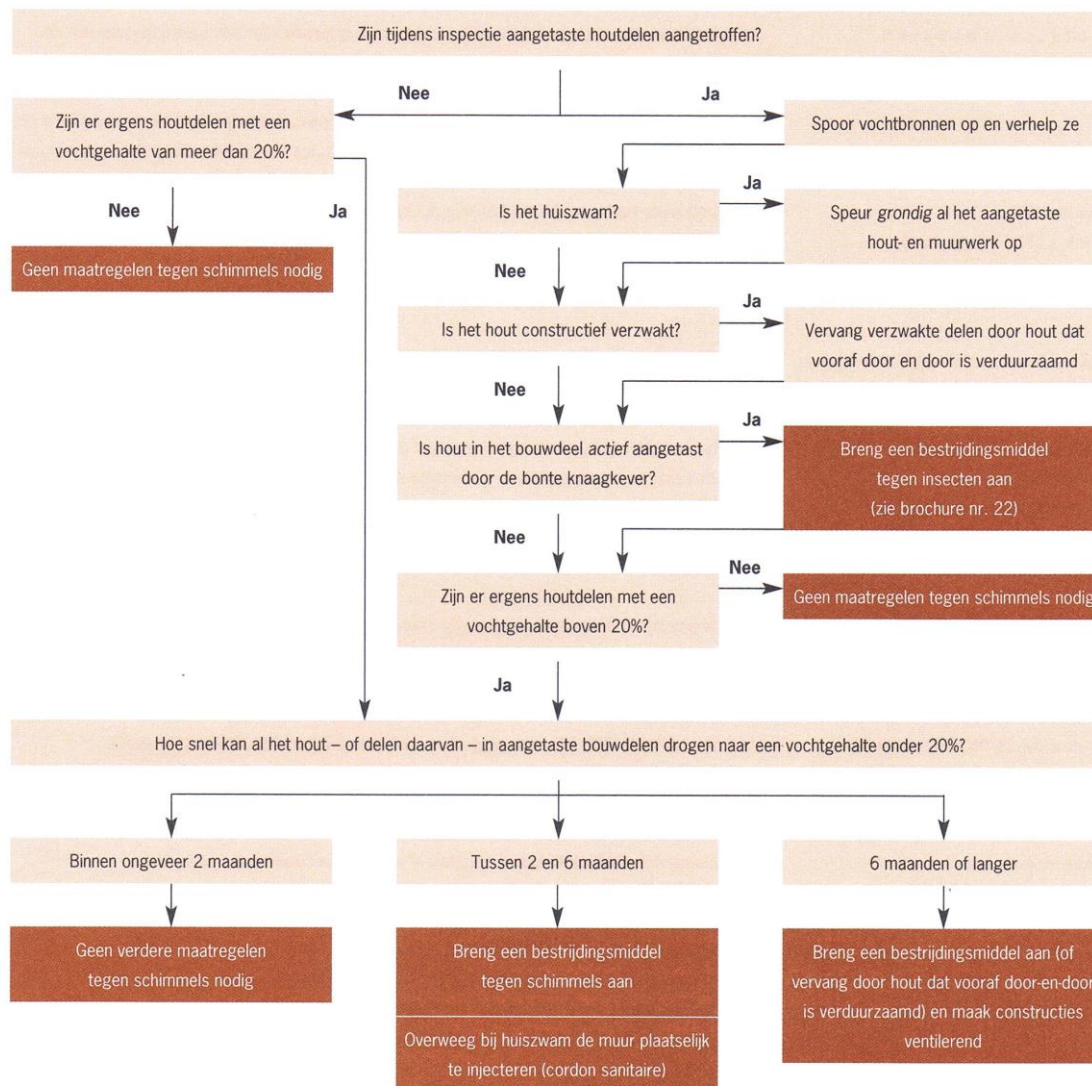 Zijn tijdens inspectie aangetaste houtdelen aangetroffen?
Nee
Ja
Zijn er ergens houtdelen met een
vochtgehalte van meer dan 20%?
Spoor vochtbronnen op en verhelp ze
Nee
Ja
Is het huiszwam?
Ja
Speur grondig al het aangetaste
hout- en muurwerk op
Geen maatregelen tegen schimmels nodig
Nee
Is het hout constructief verzwakt?
Ja
Vervang verzwakte delen door hout dat
vooraf door en door is verduurzaamd
Nee
Is hout in het bouwdeel actief aangetast
door de bonte knaagkever?
Ja
Breng een bestrijdingsmiddel
tegen insecten aan
(zie brochure nr. 22)
Nee
Zijn er ergens houtdelen met een
vochtgehalte boven 20%?
Nee
Geen maatregelen tegen schimmels nodig
Ja
Hoe snel kan al het hout – of delen daarvan – in aangetaste bouwdelen drogen naar een vochtgehalte onder 20%?
Binnen ongeveer 2 maanden
Tussen 2 en 6 maanden
6 maanden of langer
Geen verdere maatregelen
tegen schimmels nodig
Breng een bestrijdingsmiddel
tegen schimmels aan
Overweeg bij huiszwam de muur plaatselijk
te injecteren (cordon sanitaire)
Breng een bestrijdingsmiddel aan (of
vervang door hout dat vooraf door-en-door
is verduurzaamd) en maak constructies
ventilerend